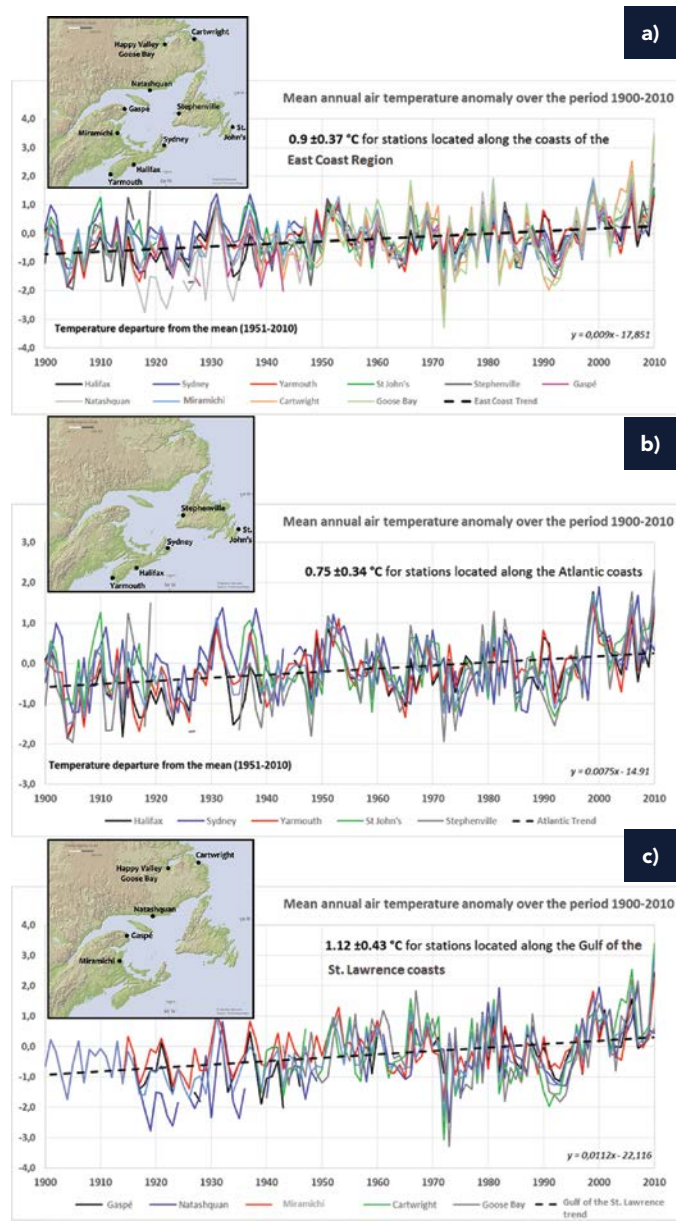 a)
Cartwright
Happy Valley
Goose Bay
Natashquan
Gaspé
Stephenville
Miramichi
Sydney
St.
John's
Halifax
Yarmouth
Mean annual air temperature anomaly over the period 1900-2010
0.9 ±0.37 °C for stations located along the coasts of the
East Coast Region
4,0
3,0
2,0
1,0
0,0
-1,0
-2,0
-3,0
-4,0
Temperature departure from the mean (1951-2010)
y = 0,009x - 17,851
1900 1910 1920 1930 1940 1950 1960 1970 1980 1990 2000 2010
Halifax Sydney Yarmouth St John's Stephenville Gaspé
Natashquan Miramichi Cartwright Goose Bay East Coast Trend
b)
Stephenville
St.
John's
Sydney
Halifax
Yarmouth
Mean annual air temperature anomaly over the period 1900-2010
0.75 ±0.34 °C for stations located along the Atlantic coasts
3,0
2,0
1,0
0,0
-1,0
-2,0
-3,0
Temperature departure from the mean (1951-2010)
y = 0.0075x - 14.91
1900 1910 1920 1930 1940 1950 1960 1970 1980 1990 2000 2010
Halifax Sydney Yarmouth St John's Stephenville Atlantic Trend
c)
Cartwright
Happy Valley
Goose Bay
Natashquan
Gaspé
Miramichi
Mean annual air temperature anomaly over the period 1900-2010
1.12 ±0.43 °C for stations located along the Gulf of the
St. Lawrence coasts
4,0
3,0
2,0
1,0
0,0
-1,0
-2,0
-3,0
-4,0
y = 0,0112x - 22,116
1900 1910 1920 1930 1940 1950 1960 1970 1980 1990 2000 2010
Gaspé Natashquan Miramichi Cartwright Goose Bay Gulf of the St. Lawrence
trend